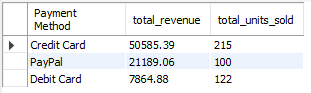 Payment Method total_revenue total_units_sold
Credit Card 50585.39 215
PayPal 21189.06 100
Debit Card 7864.88 122